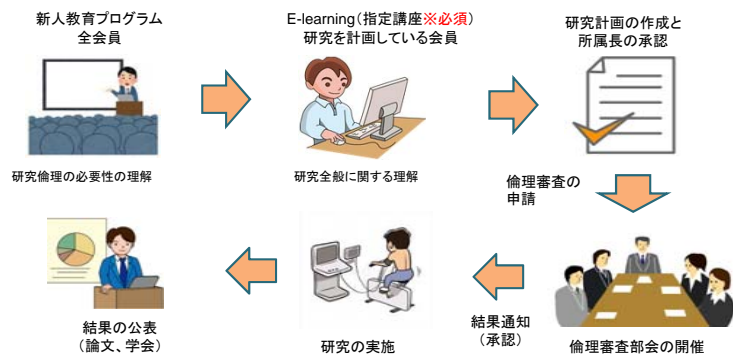 新人教育プログラム
全会員
E-learning（指定講座※必須）
研究を計画している会員
研究計画の作成と
所属長の承認
研究倫理の必要性の理解
研究全般に関する理解
倫理審査の
申請
結果の公表
（論文、学会）
研究の実施
結果通知
（承認）
倫理審査部会の開催